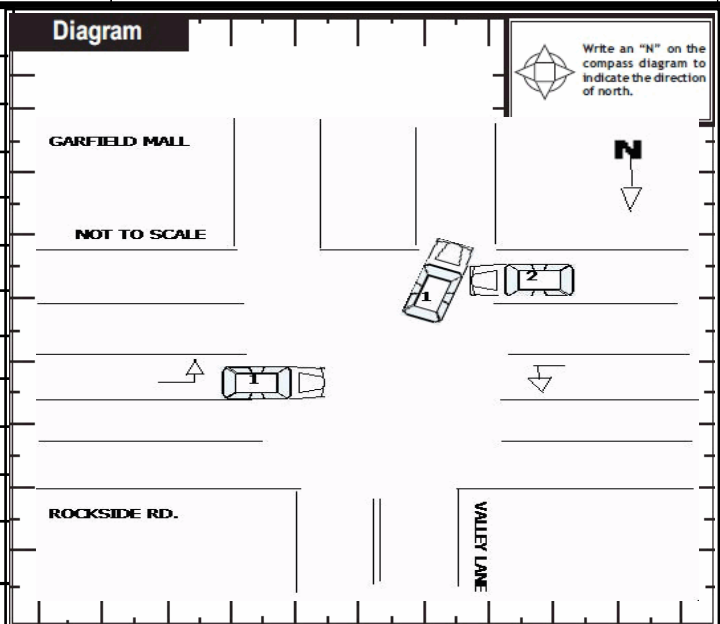 Diagram
Write an “N” on the
compass diagram to
indicate the direction
of north.
GARFIELD MALL
N
NOT TO SCALE
2
1
1
ROCKSIDE RD.
VALLEY LANE